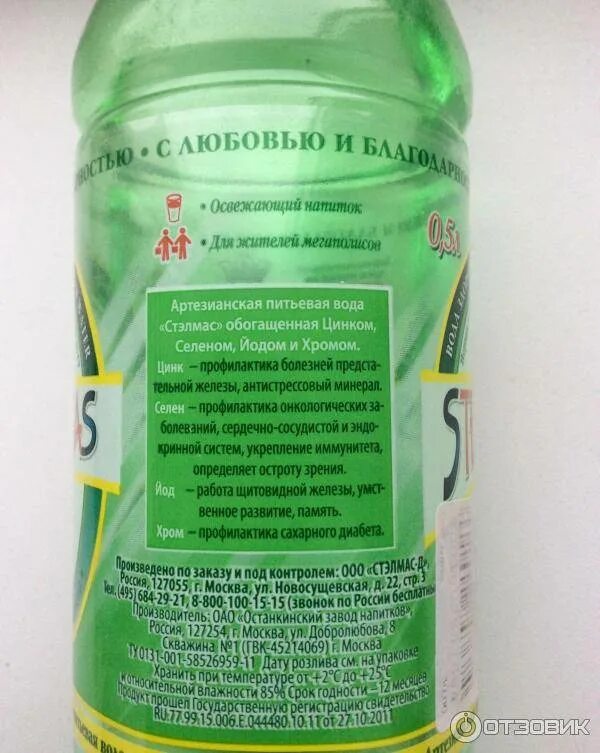 • С ЛЮБОВЬЮ И БЛАГОДАРНО
• Освежающий напиток
• Для жителей мегаполисов
0,5л
Артезианская питьевая вода
«Стэлмас» обогащенная Цинком,
Селеном, Йодом и Хромом.
Цинк – профилактика болезней предста-
тельной железы, антистрессовый минерал.
Селен – профилактика онкологических за-
болеваний, сердечно-сосудистой и эндо-
кринной систем, укрепление иммунитета,
определяет остроту зрения.
Йод – работа щитовидной железы, умст-
венное развитие, память.
Хром – профилактика сахарного диабета.
Произведено по заказу и под контролем: ООО «СТЭЛМАС-Д»,
Россия, 127055, г. Москва, ул. Новосущевская, д. 22, стр. 3
Тел. (495) 684-29-21, 8-800-100-15-15 (звонок по России бесплатны
Производитель: ОАО «Останкинский завод напитков»,
Россия, 127254, г. Москва, ул. Добролюбова, 8
Скважина №1 (ГВК-45214069) г. Москва
ТУ0131-001-58526959-11 Дату розлива см. на упаковке
Хранить при температуре от +2°C до +25°C
и относительной влажности 85% Срок годности – 12 месяцев
Продукт прошел Государственную регистрацию свидетельство
RU.77.99.15.006.Е.044480.10.11 от 27.10.2011
ОТЗОВИК